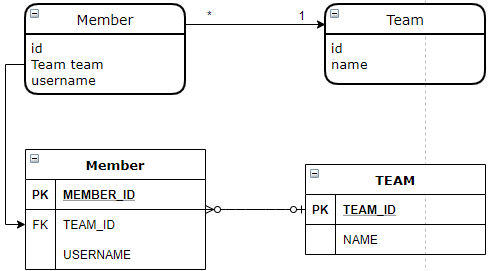 Member
* 1
Team
id
Team team
username
id
name
Member
PK MEMBER_ID
FK TEAM_ID
USERNAME
TEAM
PK TEAM_ID
NAME